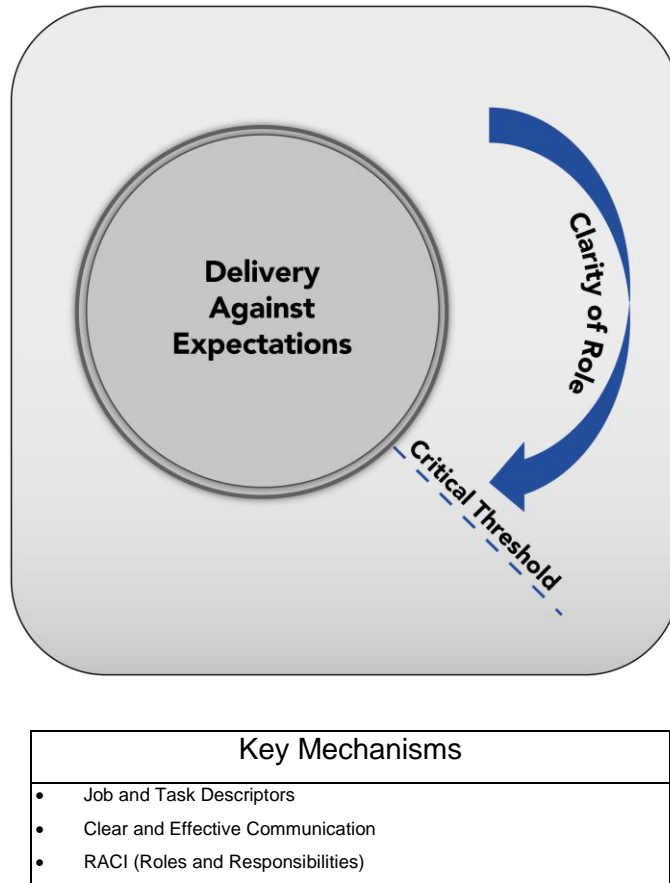 Delivery
Against
Expectations
Clarity of Role
Critical Threshold
Key Mechanisms
• Job and Task Descriptors
• Clear and Effective Communication
• RACI (Roles and Responsibilities)